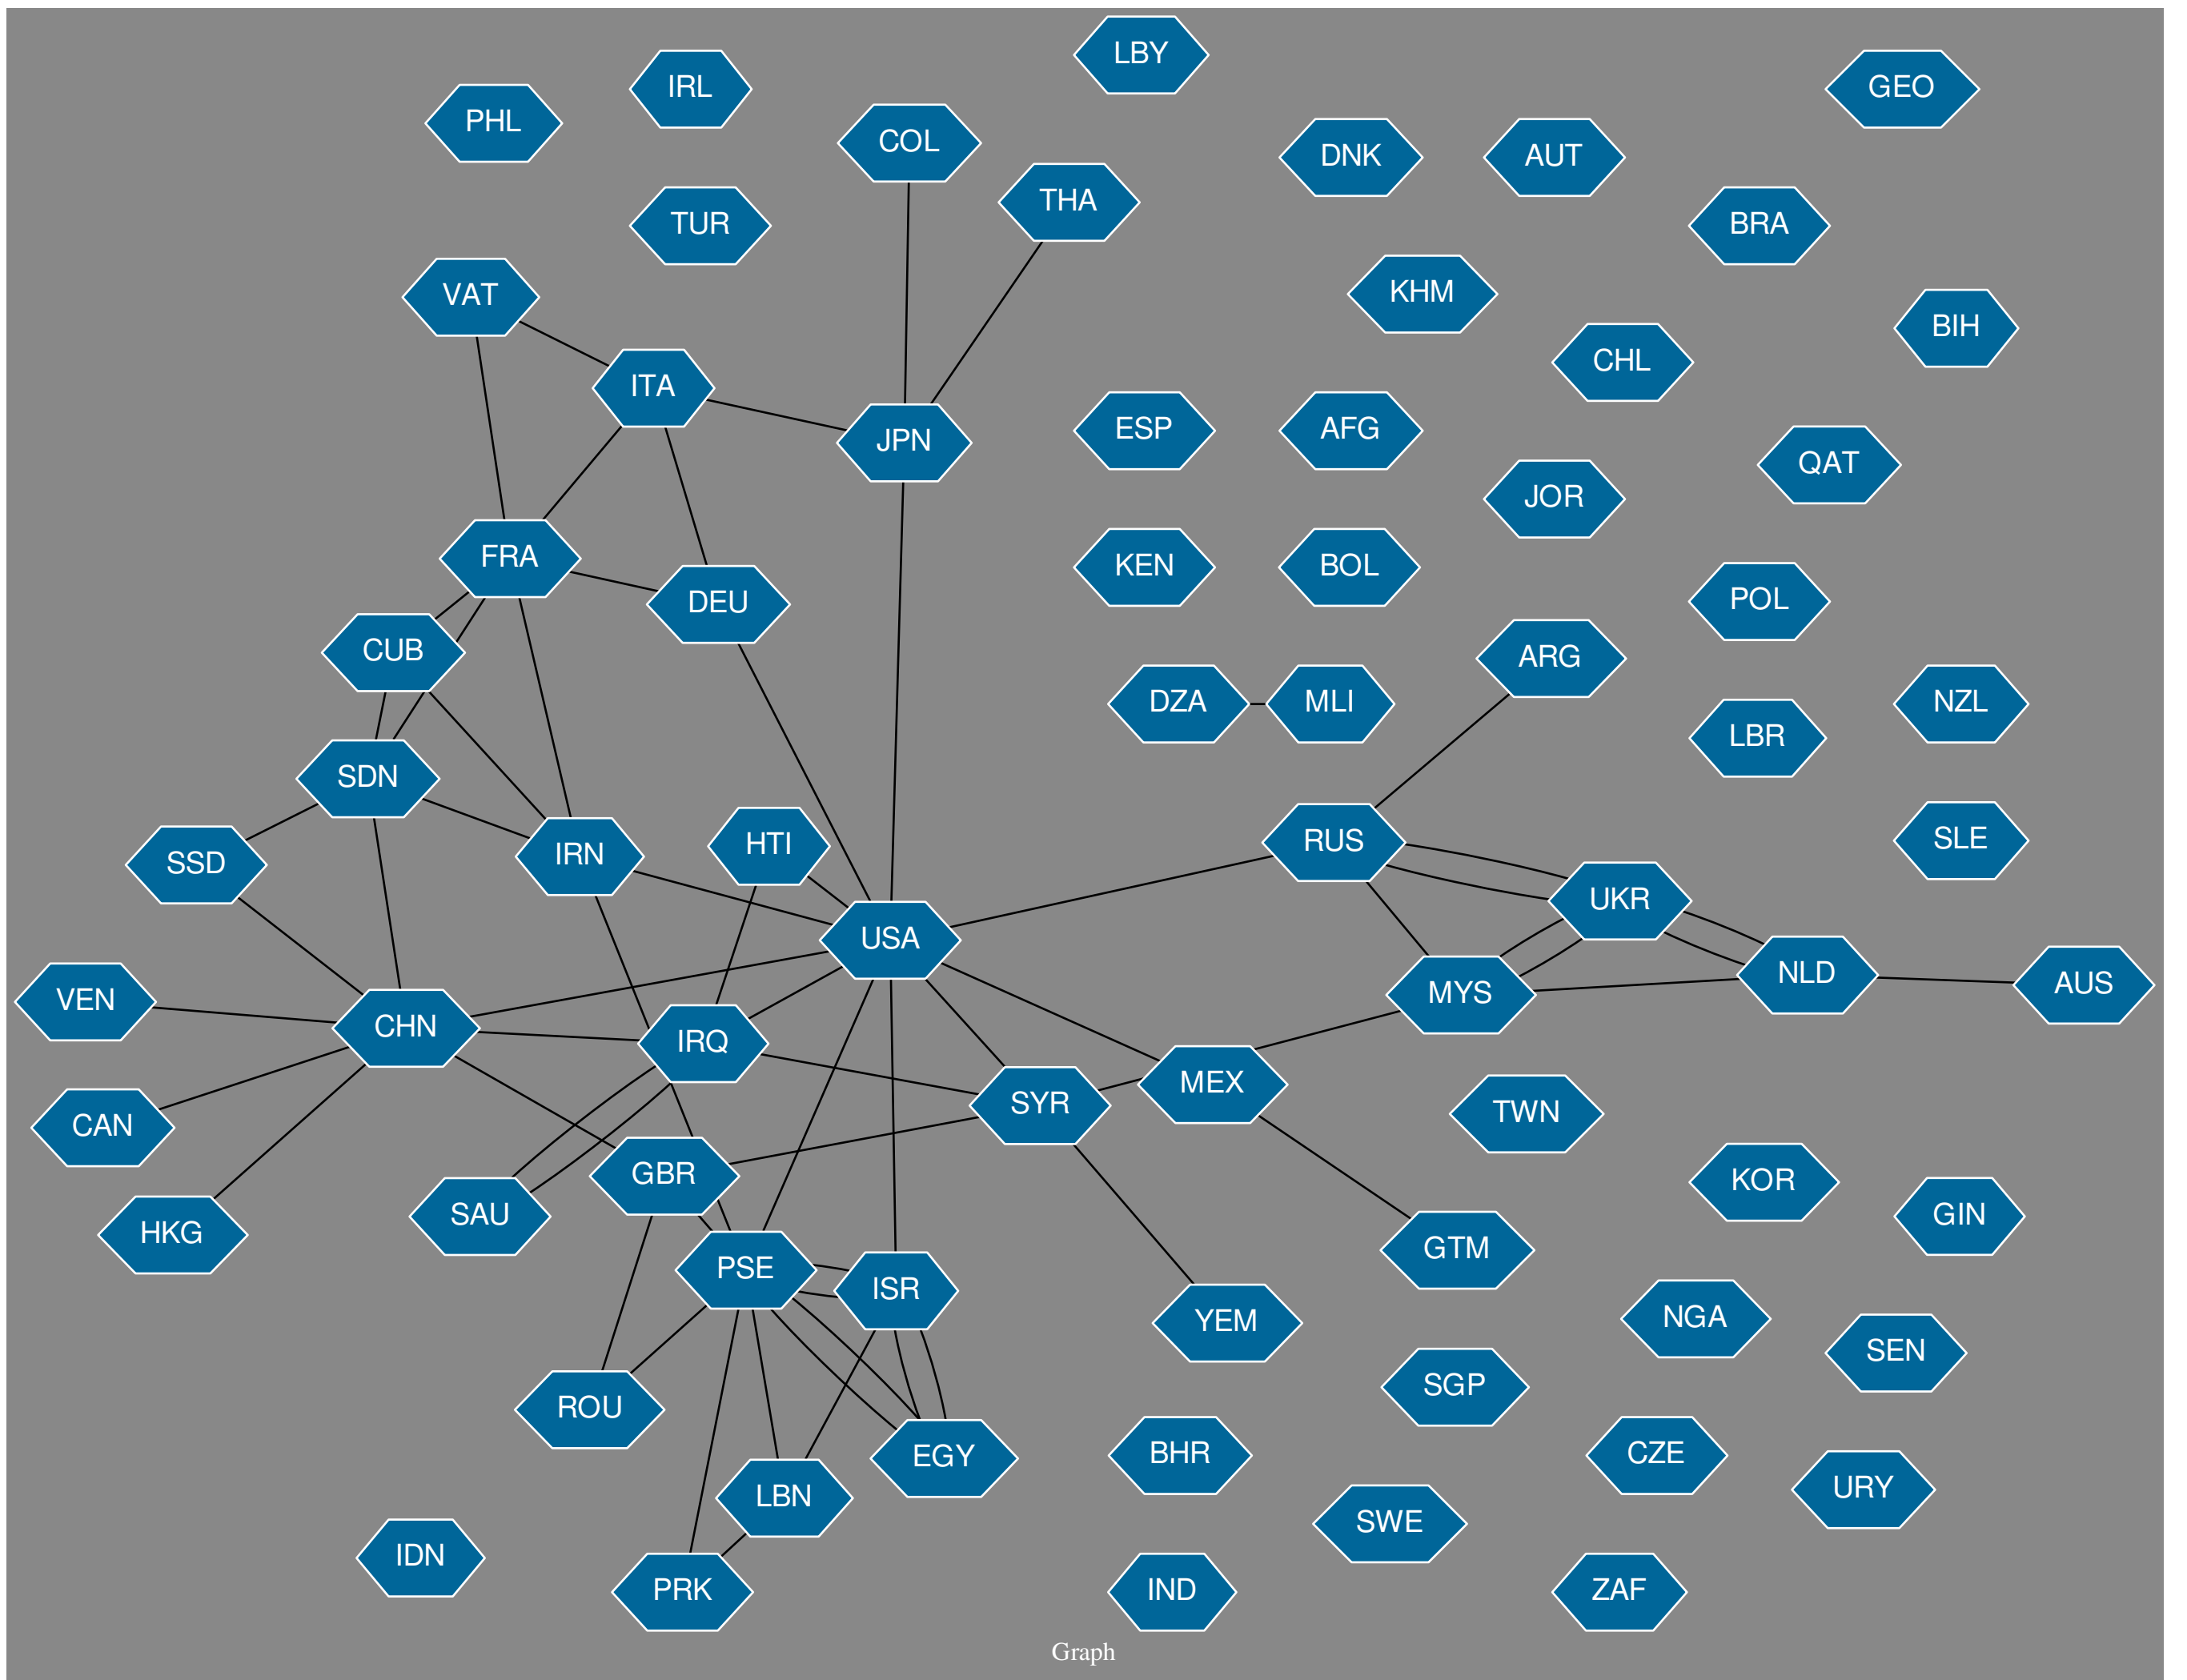 LBY
IRL
GEO
PHL
COL
DNK
AUT
THA
TUR
BRA
VAT
KHM
BIH
CHL
ITA
ESP
AFG
JPN
QAT
JOR
FRA
KEN
BOL
POL
DEU
CUB
ARG
DZA
MLI
NZL
LBR
SDN
RUS
SLE
HTI
IRN
SSD
UKR
USA
NLD
AUS
MYS
VEN
CHN
IRQ
MEX
SYR
TWN
CAN
GBR
KOR
SAU
GIN
HKG
GTM
PSE
ISR
NGA
YEM
SEN
SGP
ROU
BHR
CZE
EGY
URY
LBN
SWE
IDN
PRK
IND
ZAF
Graph